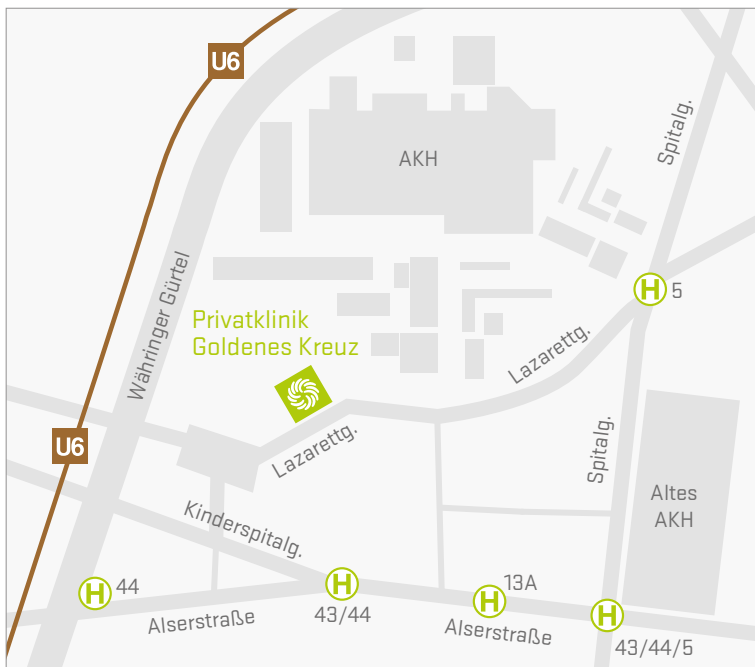 U6
AKH
Spitalg.
Währinger Gürtel
H 5
Privatklinik
Goldenes Kreuz
Lazarettg.
U6
Lazarettg.
Spitalg.
Altes
AKH
Kinderspitalg.
H 44
H
43/44
H 13A
H
43/44/5
Alserstraße
Alserstraße